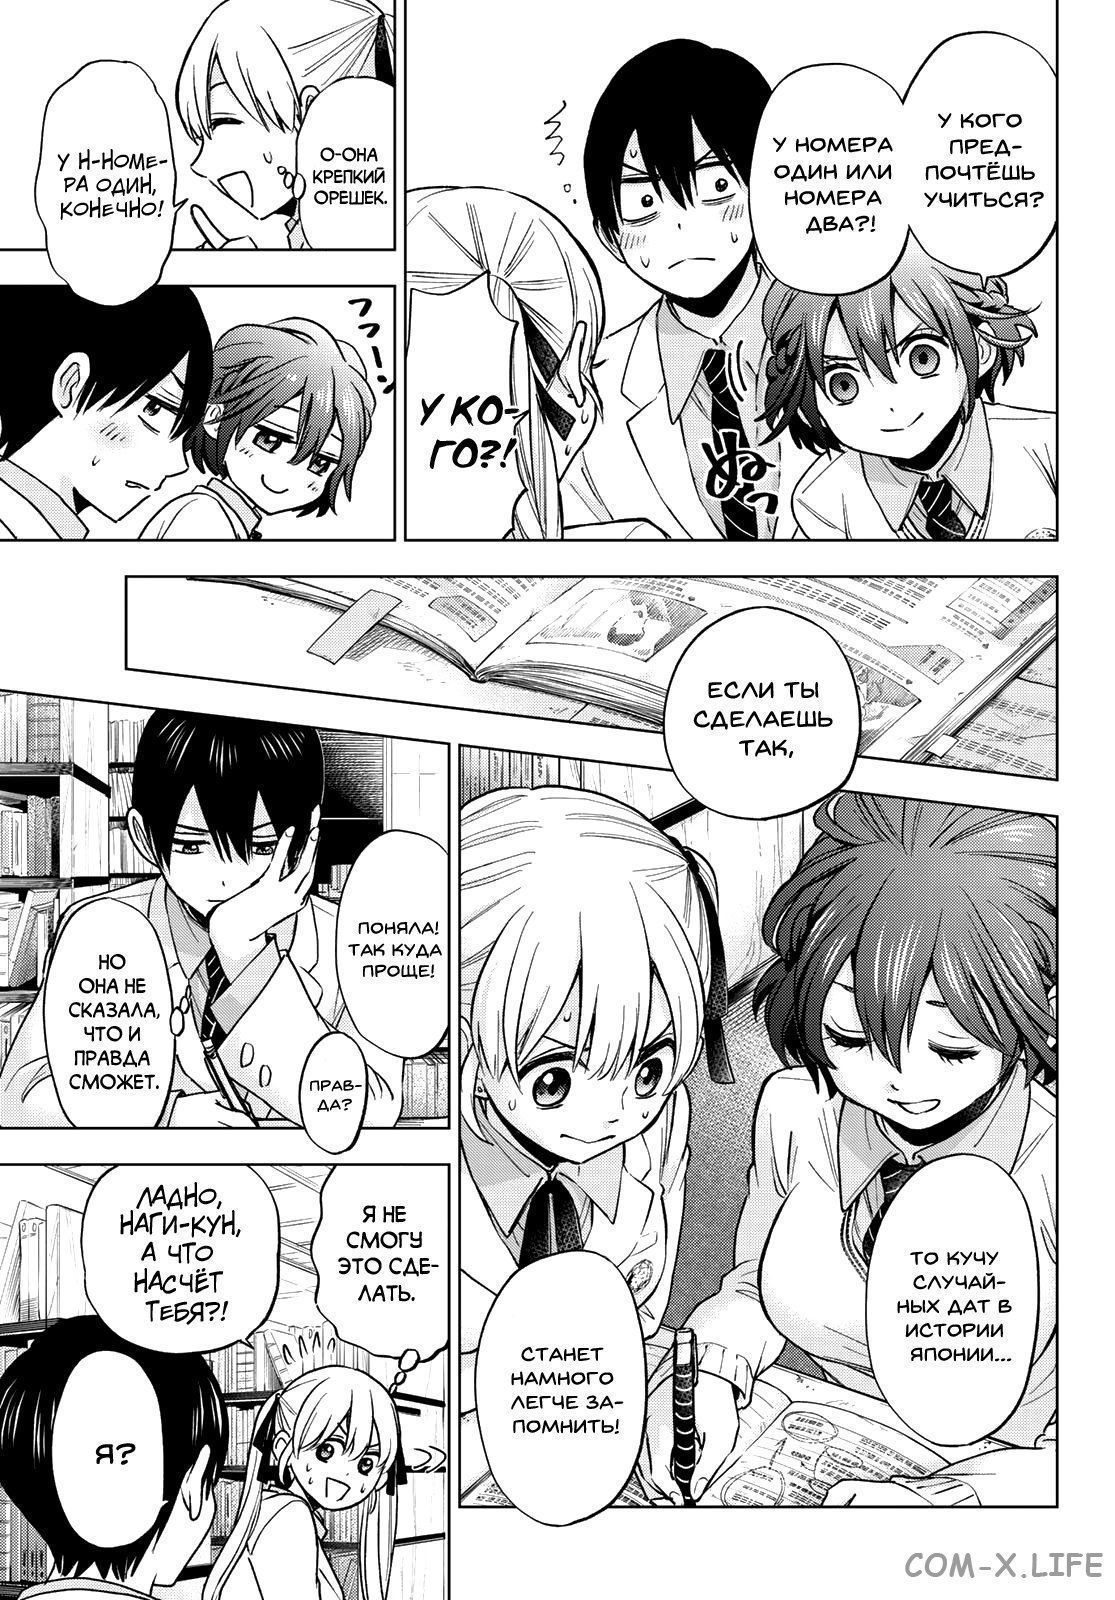 У КОГО
ПРЕД-
ПОЧТЁШЬ
УЧИТЬСЯ?
У НОМЕРА
ОДИН ИЛИ
НОМЕРА
ДВА?!
У КО-
ГО?!
ぬっ
О-ОНА
КРЕПКИЙ
ОРЕШЕК.
У Н-НОМЕ-
РА ОДИН,
КОНЕЧНО!
ЕСЛИ ТЫ
СДЕЛАЕШЬ
ТАК,
ТО КУЧУ
СЛУЧАЙ-
НЫХ ДАТ В
ИСТОРИИ
ЯПОНИИ...
СТАНЕТ
НАМНОГО
ЛЕГЧЕ ЗА-
ПОМНИТЬ!
ПОНЯЛА!
ТАК КУДА
ПРОЩЕ!
ПРАВ-
ДА?
НО
ОНА НЕ
СКАЗАЛА,
ЧТО И
ПРАВДА
СМОЖЕТ.
Я НЕ
СМОГУ
ЭТО СДЕ-
ЛАТЬ.
ЛАДНО,
НАГИ-КУН,
А ЧТО
НАСЧЁТ
ТЕБЯ?!
Я?
COM-X.LIFE